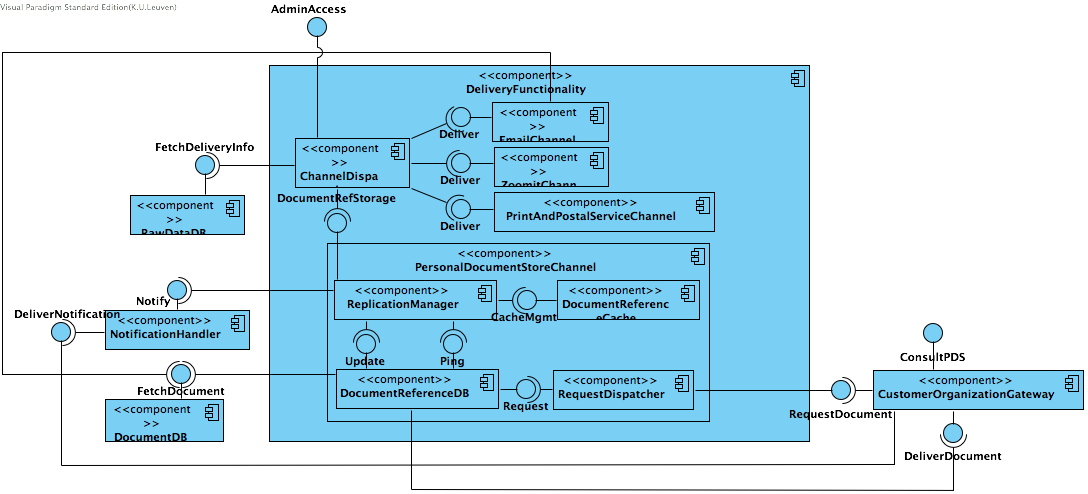 Visual Paradigm Standard Edition(K.U.Leuven)
AdminAccess
<<component>>
DeliveryFunctionality
<<component
>>
EmailChannel
Deliver
FetchDeliveryInfo
<<component
>>
ChannelDispa
<<component
>>
ZoomitChann
Deliver
DocumentRefStorage
<<component
>>
RawDataDB
<<component>>
PrintAndPostalServiceChannel
Deliver
<<component>>
PersonalDocumentStoreChannel
<<component>>
ReplicationManager
<<component>>
DocumentReferenc
eCache
CacheMgmt
Notify
DeliverNotification
<<component>>
NotificationHandler
Update
Ping
ConsultPDS
FetchDocument
<<component>>
DocumentReferenceDB
<<component>>
RequestDispatcher
Request
<<component>>
CustomerOrganizationGateway
RequestDocument
<<component
>>
DocumentDB
DeliverDocument